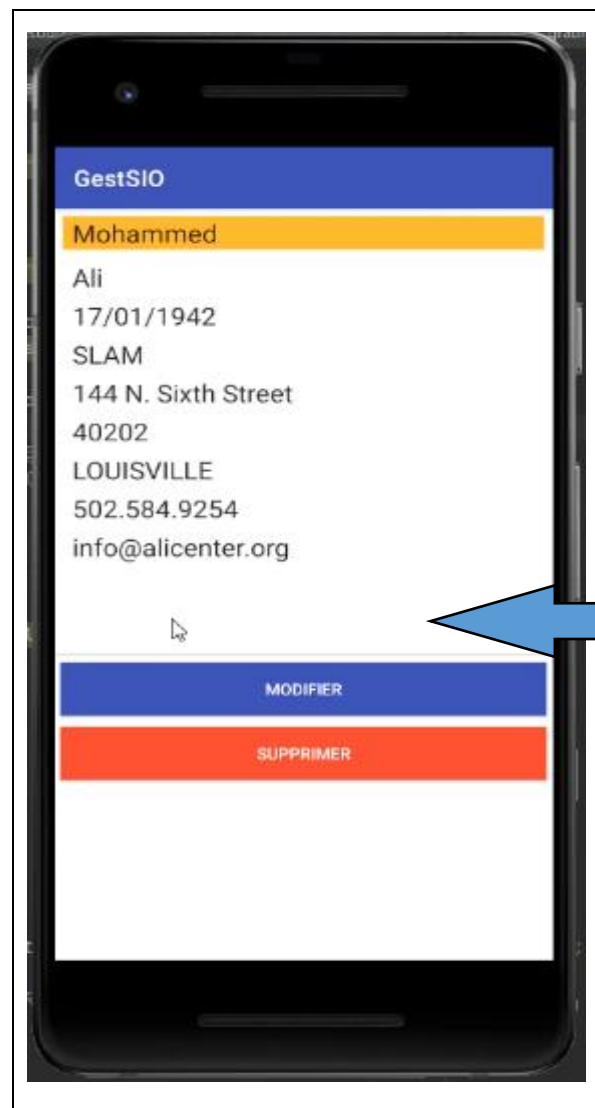 GestSIO
Mohammed
Ali
17/01/1942
SLAM
144 N. Sixth Street
40202
LOUISVILLE
502.584.9254
info@alicenter.org
MODIFIER
SUPPRIMER